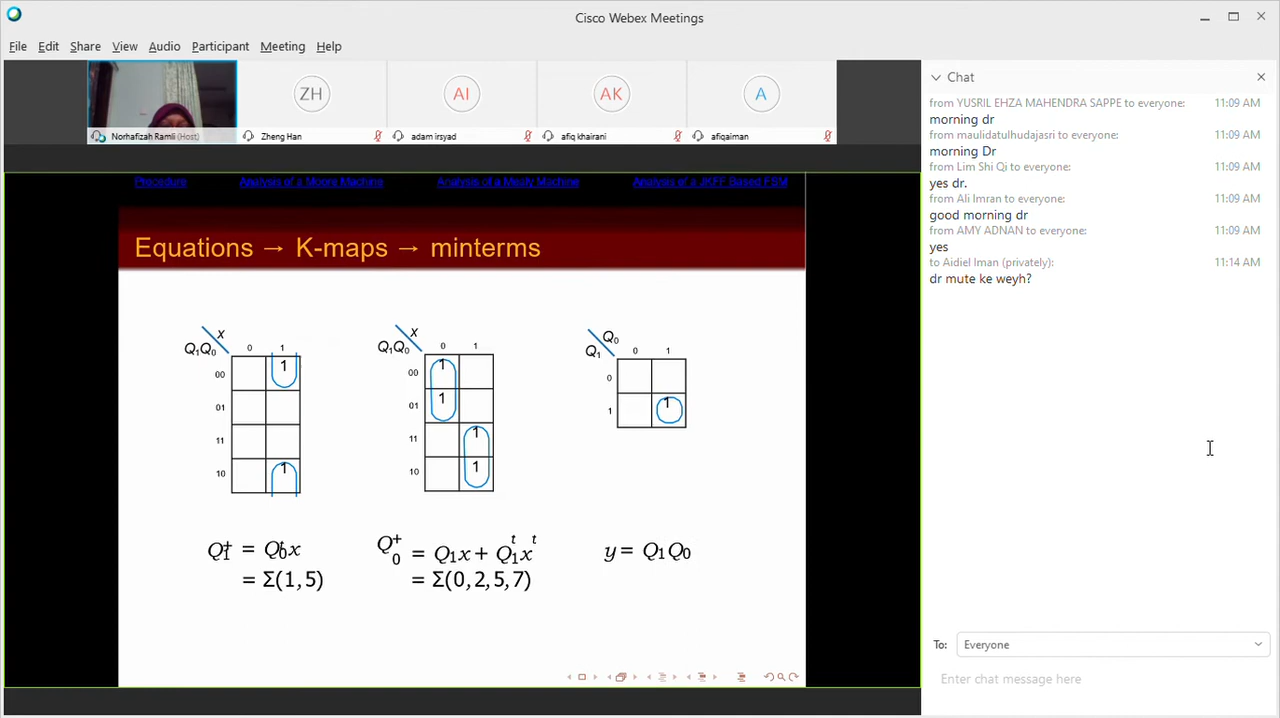 Cisco Webex Meetings
File Edit Share View Audio Participant Meeting Help
ZH AI AK A
Norhafizah Ramli (Host) Zheng Han adam irsyad afiq khairani afiqaiman
Procedure Analysis of a Moore Machine Analysis of a Mealy Machine Analysis of a JKFF Based FSM
Equations → K-maps → minterms
x
Q₁Q₀ 0 1
00 1
01
11
10 1
x
Q₁Q₀ 0 1
00 1
01 1
11 1
10 1
Q₀
Q₁ 0 1
0
1 1
Q₁⁺ = Q₀′x
= Σ(1, 5)
Q₀⁺ = Q₁x + Q₁′x′
= Σ(0, 2, 5, 7)
y = Q₁Q₀
Chat
from YUSRIL EHZA MAHENDRA SAPPE to everyone: 11:09 AM
morning dr
from maulidatulhudajasri to everyone: 11:09 AM
morning Dr
from Lim Shi Qi to everyone: 11:09 AM
yes dr.
from Ali Imran to everyone: 11:09 AM
good morning dr
from AMY ADNAN to everyone: 11:09 AM
yes
to Aidiel Iman (privately): 11:14 AM
dr mute ke weyh?
To: Everyone
Enter chat message here